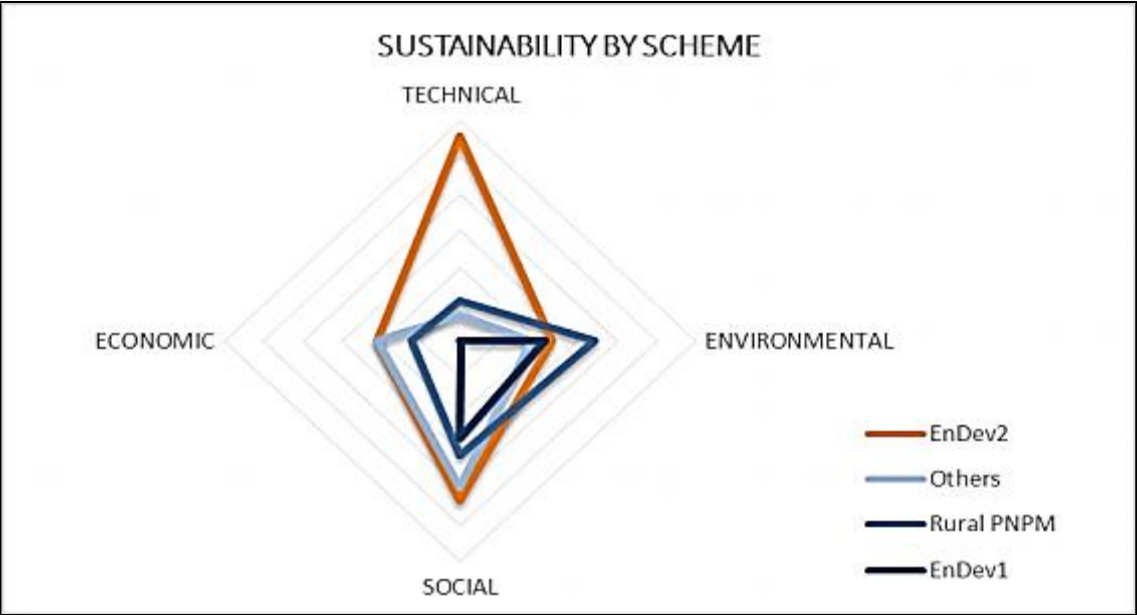 SUSTAINABILITY BY SCHEME
TECHNICAL
ECONOMIC
ENVIRONMENTAL
EnDev2
Others
Rural PNPM
EnDev1
SOCIAL